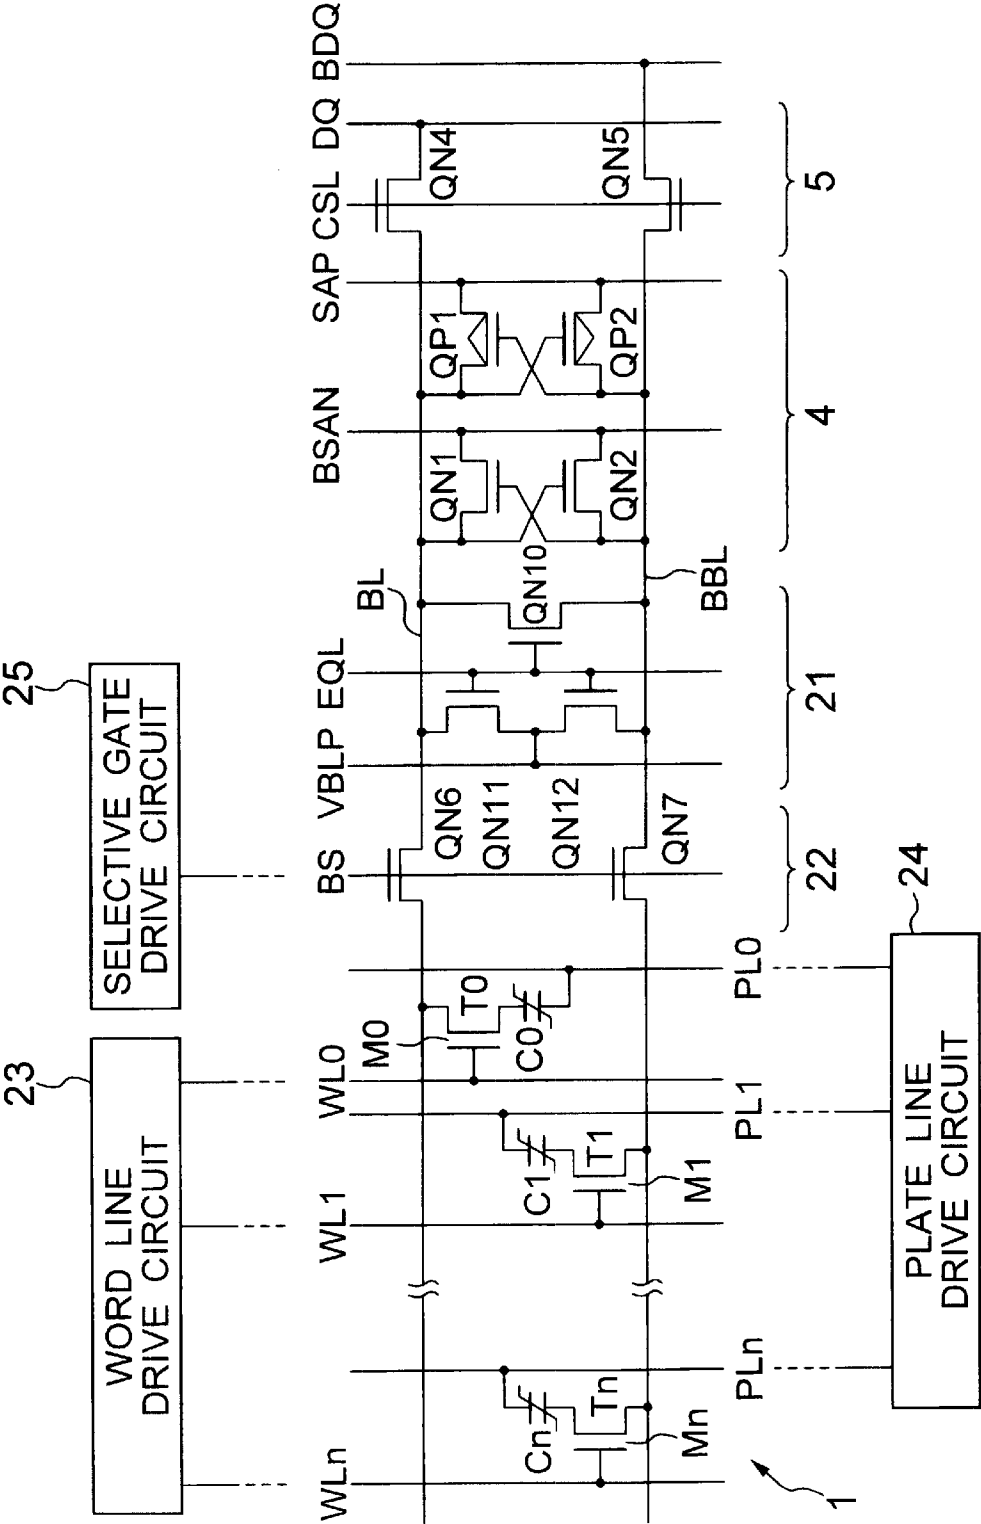 23
25
WORD LINE
DRIVE CIRCUIT
SELECTIVE GATE
DRIVE CIRCUIT
WLn
WL1
WL0
BS
VBLP
EQL
BL
BSAN
SAP
CSL
DQ
BDQ
M0
T0
C0
QN6
QN11
QN12
QN7
QN10
QN1
QN2
QP1
QP2
QN4
QN5
Cn
Tn
Mn
C1
T1
M1
BBL
PLn
PL1
PL0
22
21
4
5
1
24
PLATE LINE
DRIVE CIRCUIT